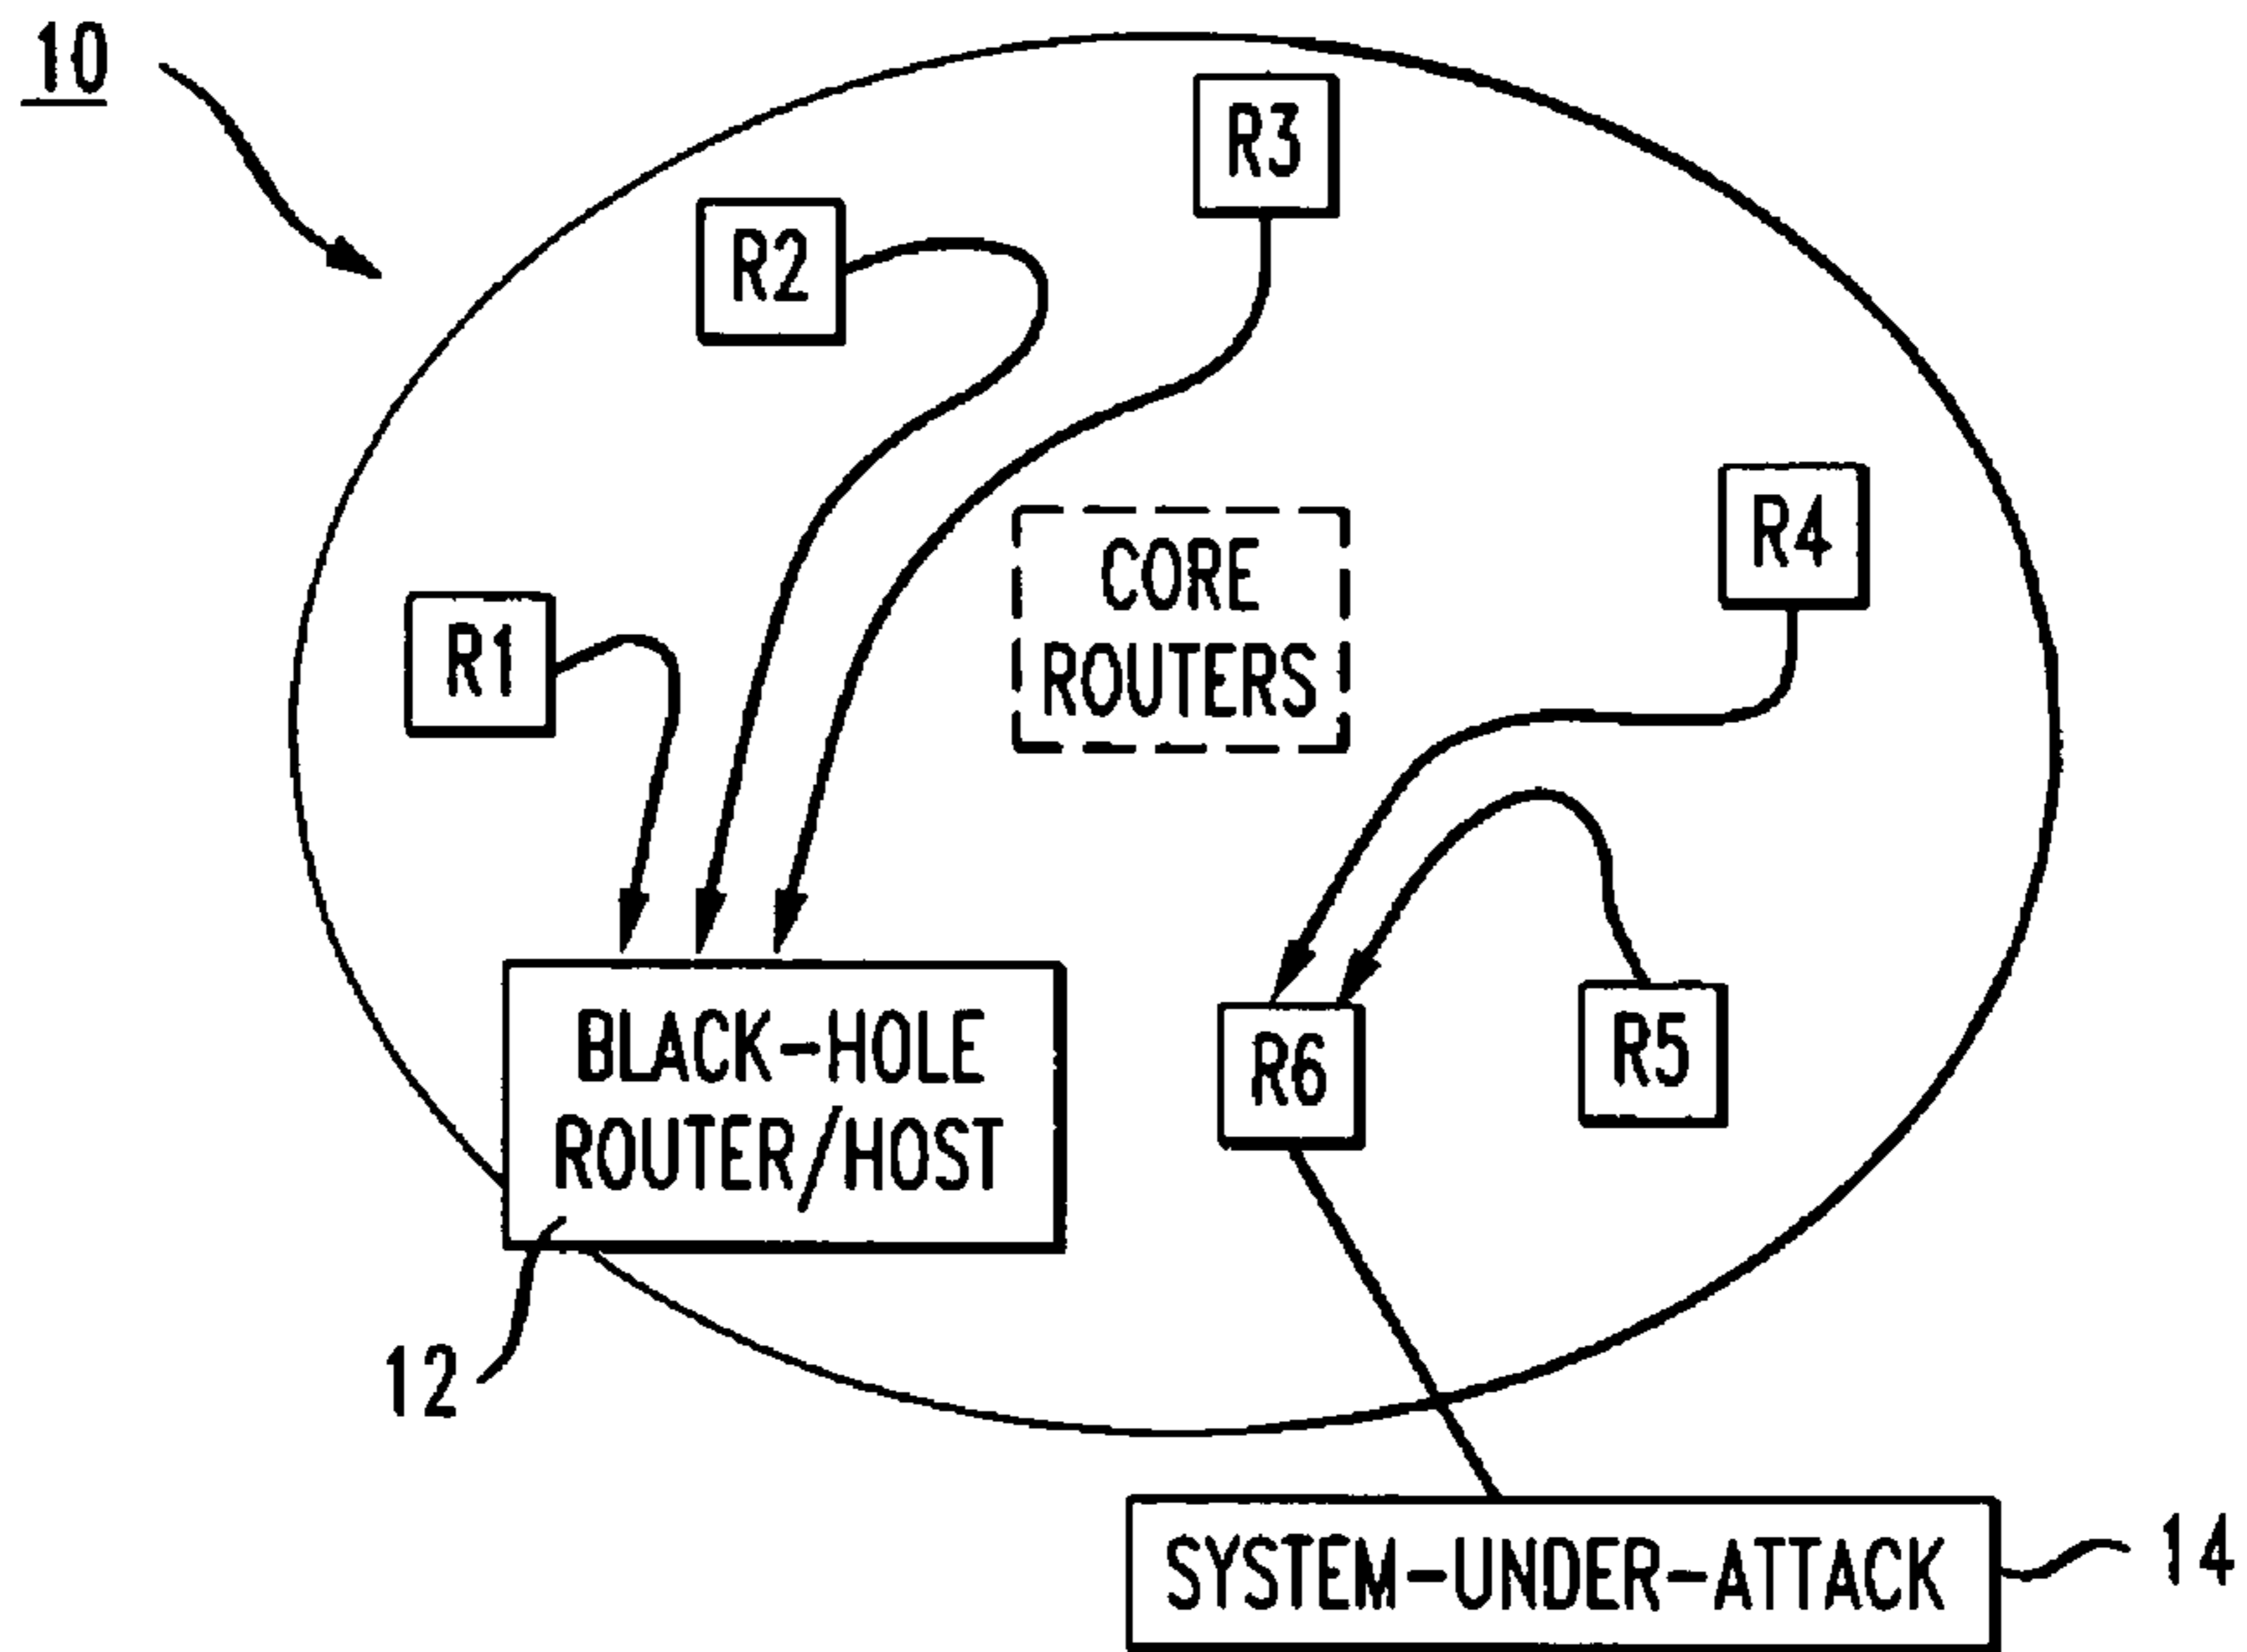 10
R3
R2
R4
CORE
ROUTERS
R1
BLACK-HOLE
ROUTER/HOST
R6
R5
12
SYSTEM-UNDER-ATTACK
14